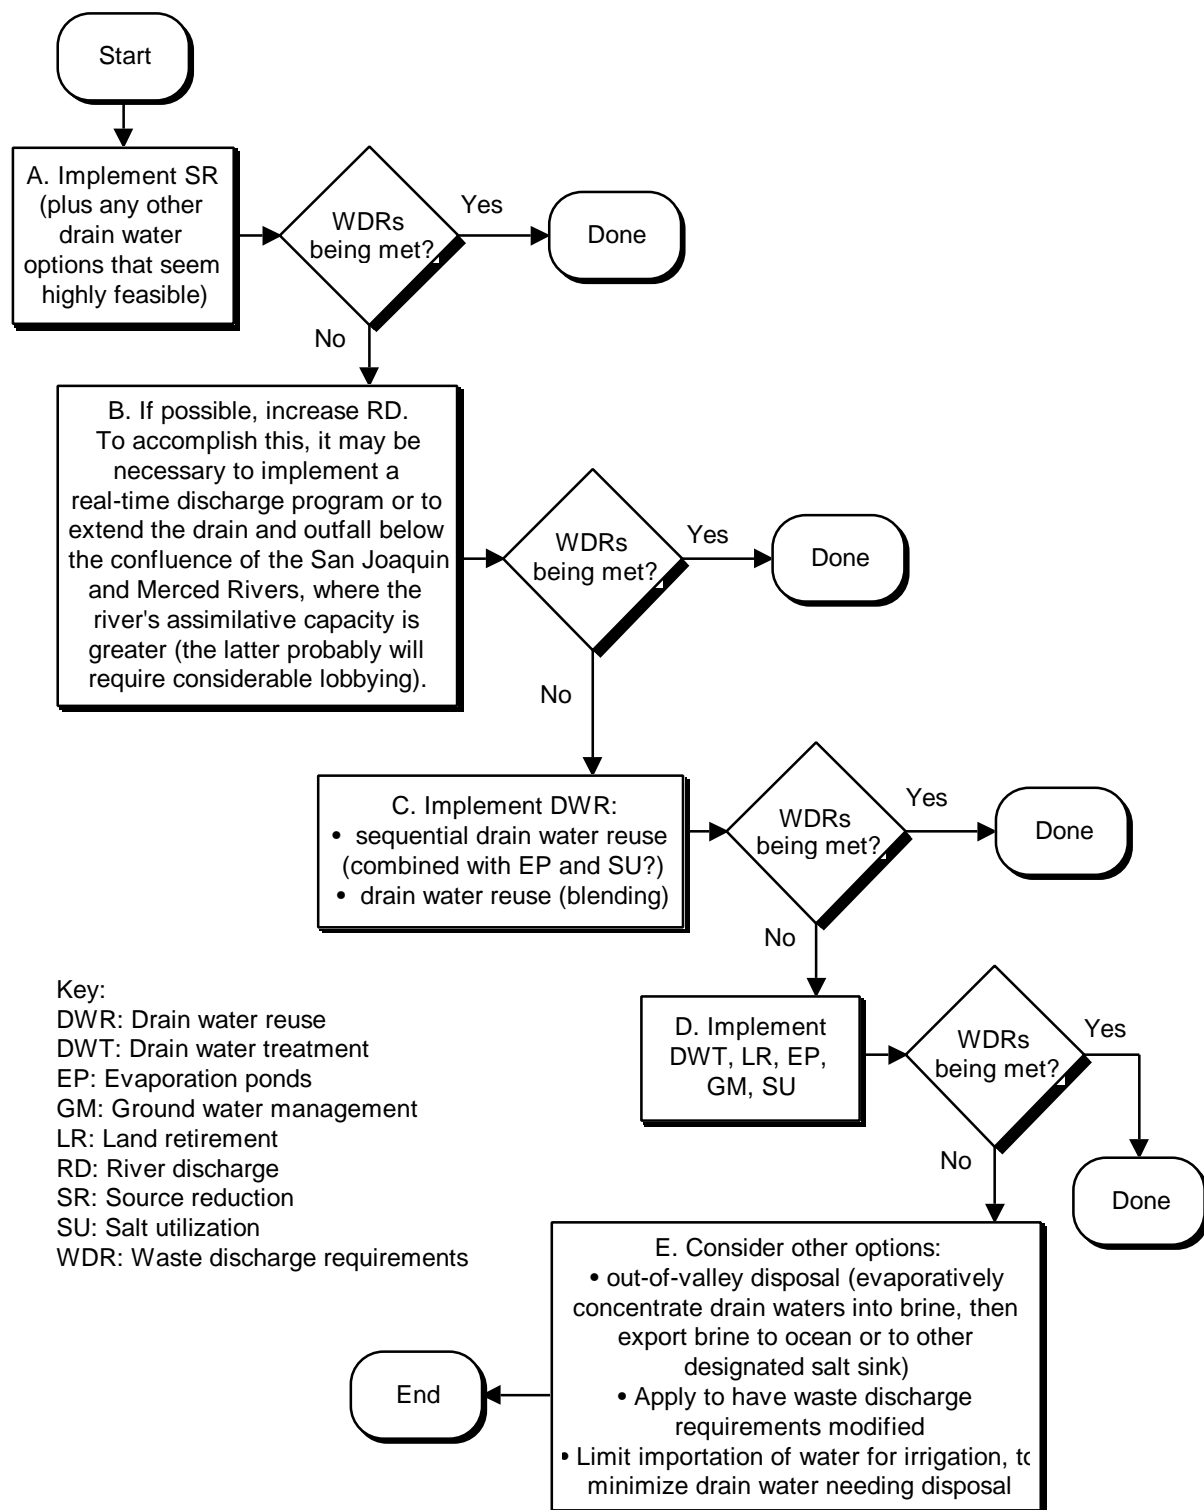 Start
A. Implement SR
(plus any other
drain water
options that seem
highly feasible)
WDRs
being met?
Yes
Done
No
B. If possible, increase RD.
To accomplish this, it may be
necessary to implement a
real-time discharge program or to
extend the drain and outfall below
the confluence of the San Joaquin
and Merced Rivers, where the
river's assimilative capacity is
greater (the latter probably will
require considerable lobbying).
WDRs
being met?
Yes
Done
No
C. Implement DWR:
• sequential drain water reuse
(combined with EP and SU?)
• drain water reuse (blending)
WDRs
being met?
Yes
Done
No
D. Implement
DWT, LR, EP,
GM, SU
WDRs
being met?
Yes
Done
No
Key:
DWR: Drain water reuse
DWT: Drain water treatment
EP: Evaporation ponds
GM: Ground water management
LR: Land retirement
RD: River discharge
SR: Source reduction
SU: Salt utilization
WDR: Waste discharge requirements
E. Consider other options:
• out-of-valley disposal (evaporatively
concentrate drain waters into brine, then
export brine to ocean or to other
designated salt sink)
• Apply to have waste discharge
requirements modified
• Limit importation of water for irrigation, to
minimize drain water needing disposal
End